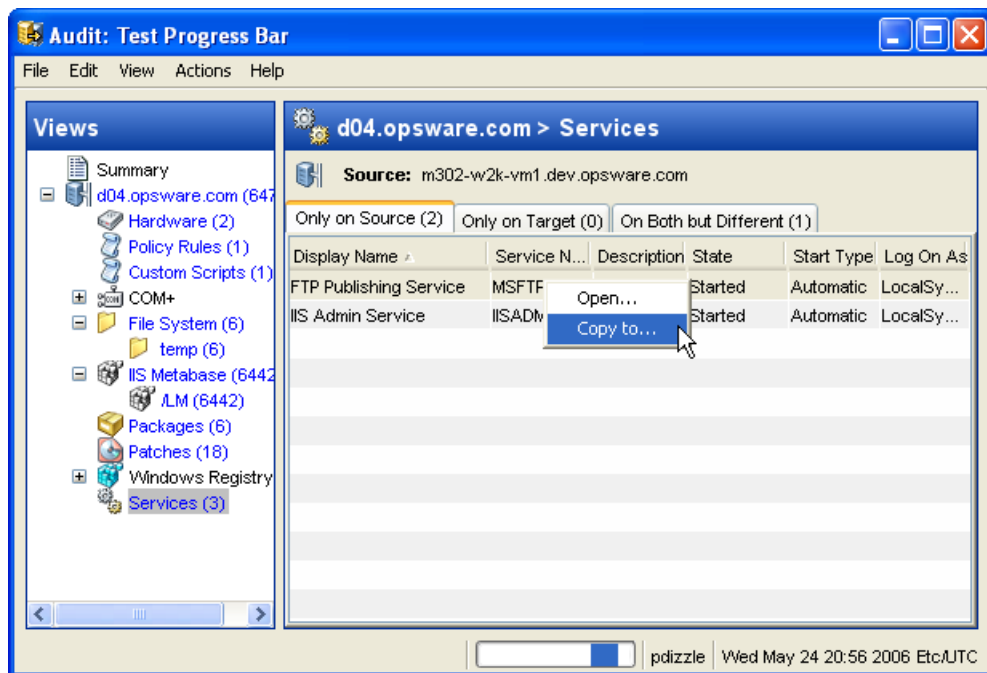 Audit: Test Progress Bar
File Edit View Actions Help
Views
Summary
d04.opsware.com (647
Hardware (2)
Policy Rules (1)
Custom Scripts (1)
COM+
File System (6)
temp (6)
IIS Metabase (6442
/LM (6442)
Packages (6)
Patches (18)
Windows Registry
Services (3)
d04.opsware.com > Services
Source: m302-w2k-vm1.dev.opsware.com
Only on Source (2) Only on Target (0) On Both but Different (1)
Display Name Service N... Description State Start Type Log On As
FTP Publishing Service MSFTP Started Automatic LocalSy...
IIS Admin Service IISADM Started Automatic LocalSy...
Open...
Copy to...
pdizzle Wed May 24 20:56 2006 Etc/UTC